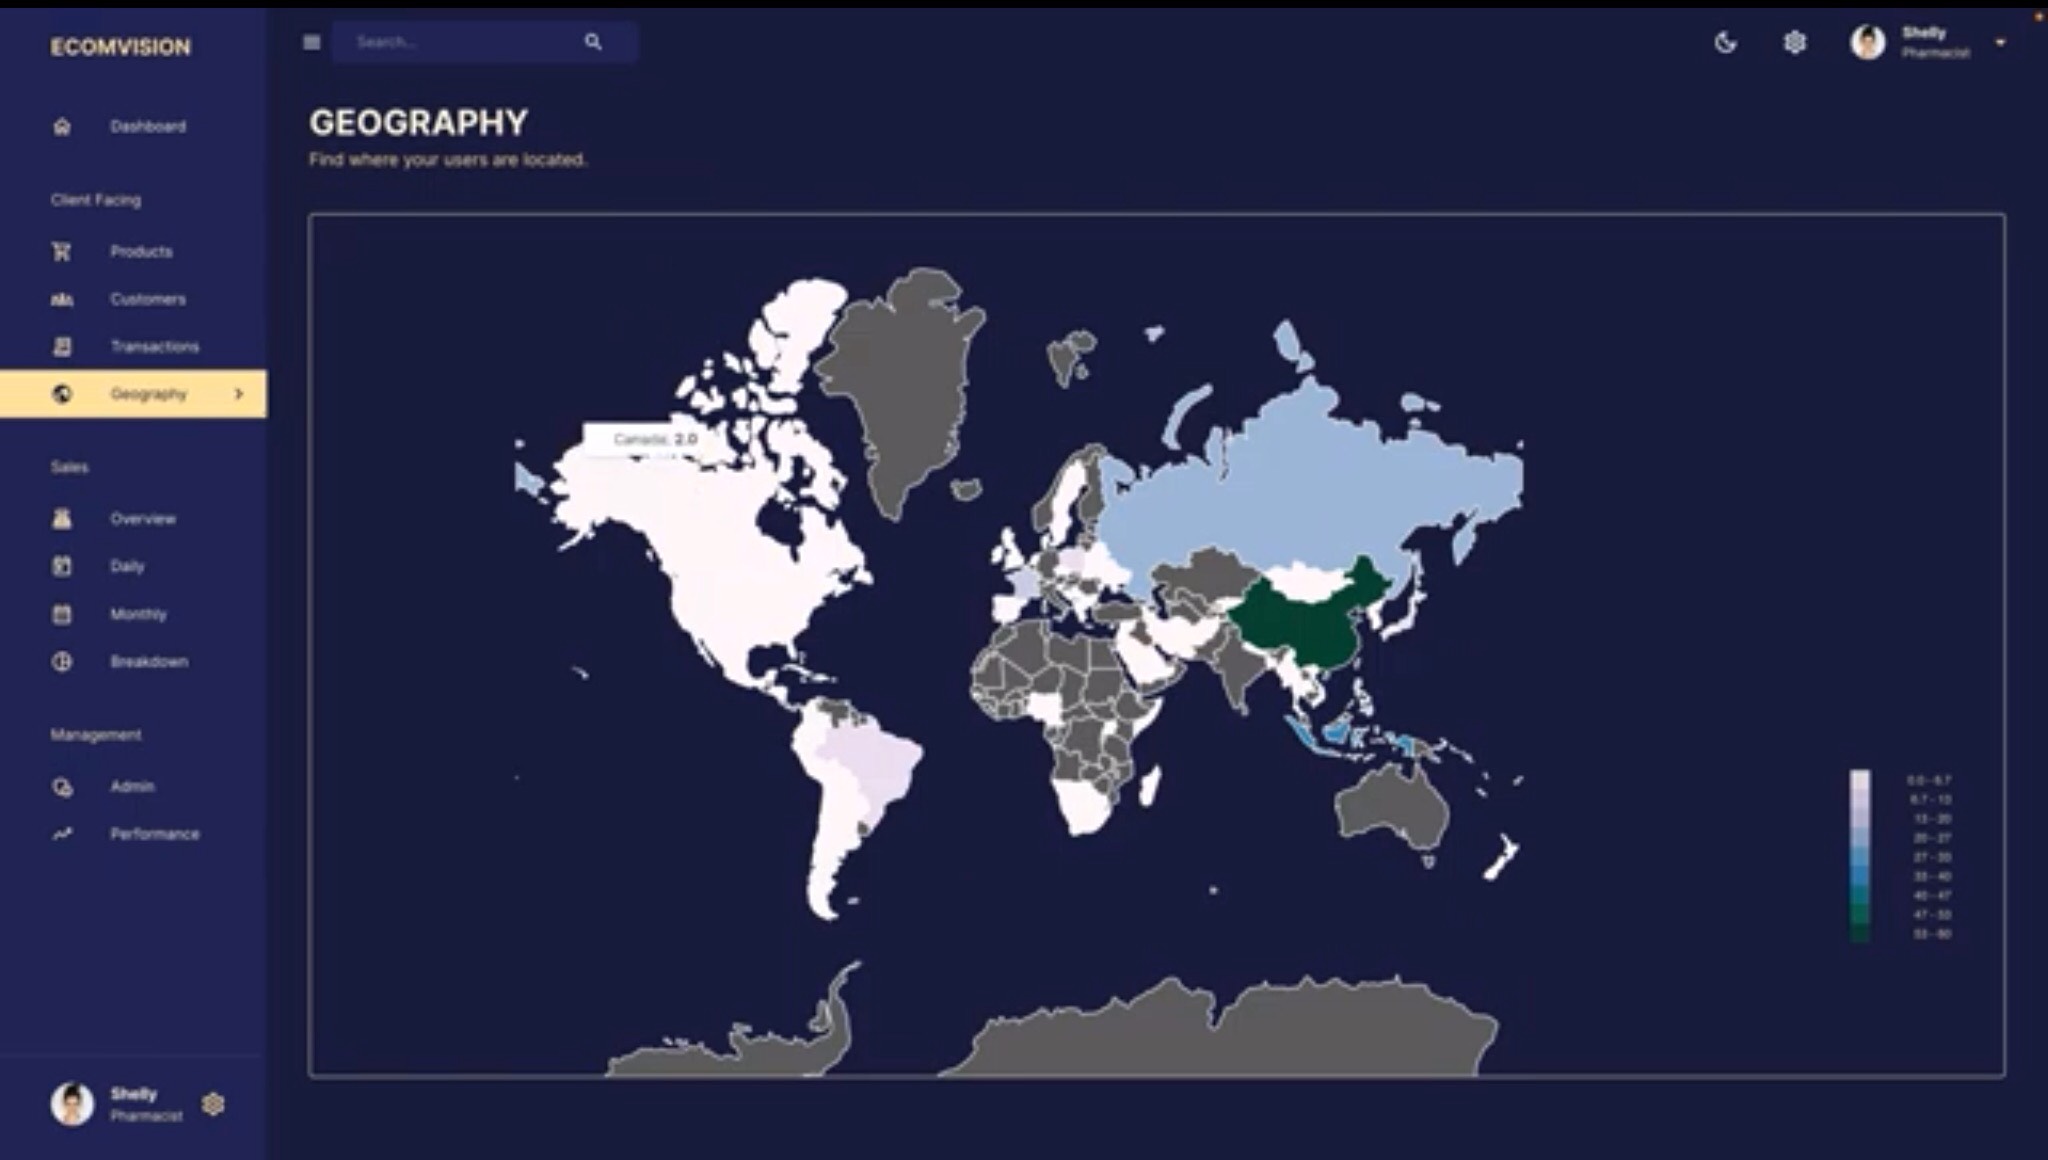 ECOMVISION
Search...
Shelly
Pharmacist
Dashboard
Client Facing
Products
Customers
Transactions
Geography
Sales
Overview
Daily
Monthly
Breakdown
Management
Admin
Performance
Shelly
Pharmacist
GEOGRAPHY
Find where your users are located.
Canada: 2.0
0.0 - 6.7
6.7 - 13
13 - 20
20 - 27
27 - 33
33 - 40
40 - 47
47 - 53
53 - 60